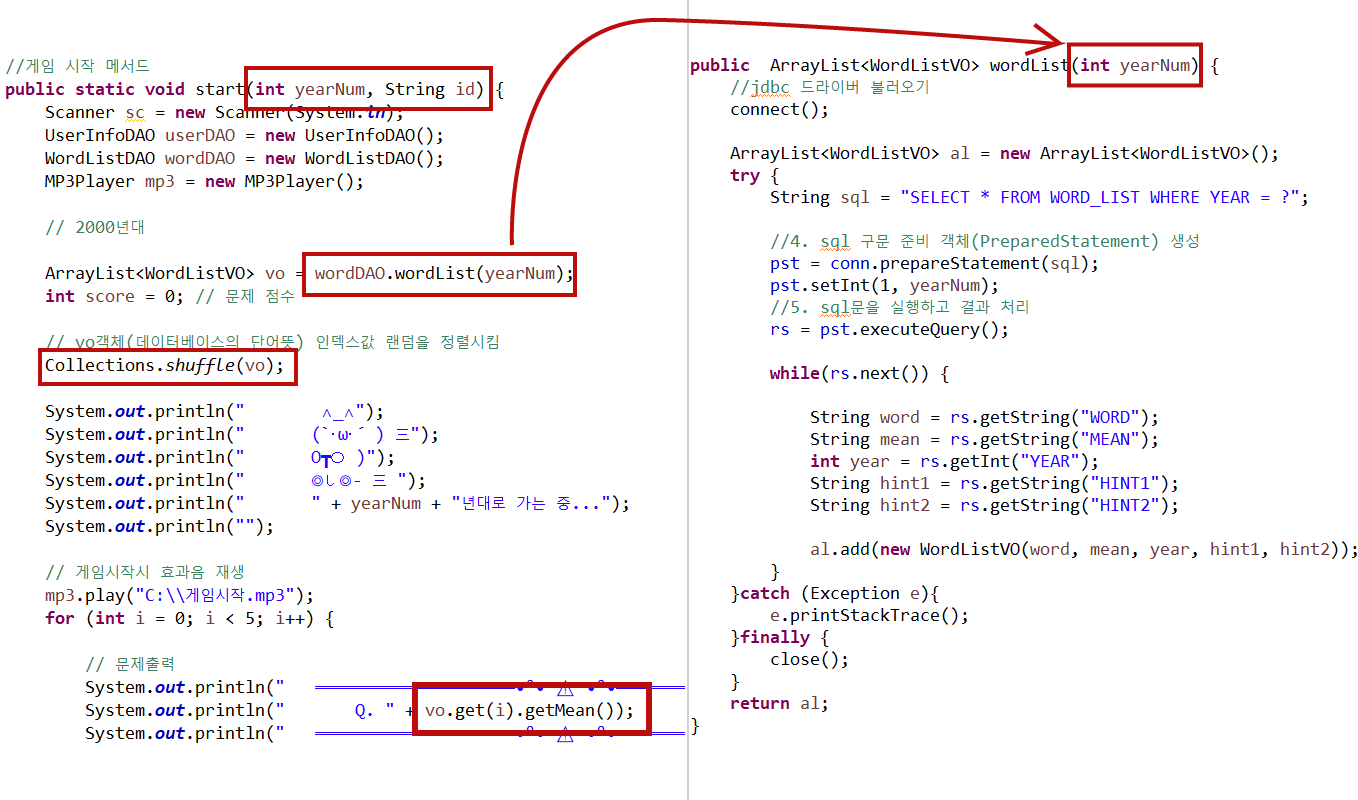 //게임 시작 메서드
public static void start(int yearNum, String id) {
Scanner sc = new Scanner(System.in);
UserInfoDAO userDAO = new UserInfoDAO();
WordListDAO wordDAO = new WordListDAO();
MP3Player mp3 = new MP3Player();
// 2000년대
ArrayList<WordListVO> vo = wordDAO.wordList(yearNum);
int score = 0; // 문제 점수
// vo객체(데이터베이스의 단어뜻) 인덱스값 랜덤을 정렬시킴
Collections.shuffle(vo);
System.out.println("        ^_^");
System.out.println("       (`･ω･´ ) 三");
System.out.println("       O┳O )");
System.out.println("       ◎し◎- 三 ");
System.out.println("       " + yearNum + "년대로 가는 중...");
System.out.println("");
// 게임시작시 효과음 재생
mp3.play("C:\\게임시작.mp3");
for (int i = 0; i < 5; i++) {
// 문제출력
System.out.println("
System.out.println("       Q. " + vo.get(i).getMean());
System.out.println("
public  ArrayList<WordListVO> wordList(int yearNum) {
//jdbc 드라이버 불러오기
connect();
ArrayList<WordListVO> al = new ArrayList<WordListVO>();
try {
String sql = "SELECT * FROM WORD_LIST WHERE YEAR = ?";
//4. sql 구문 준비 객체(PreparedStatement) 생성
pst = conn.prepareStatement(sql);
pst.setInt(1, yearNum);
//5. sql문을 실행하고 결과 처리
rs = pst.executeQuery();
while(rs.next()) {
String word = rs.getString("WORD");
String mean = rs.getString("MEAN");
int year = rs.getInt("YEAR");
String hint1 = rs.getString("HINT1");
String hint2 = rs.getString("HINT2");
al.add(new WordListVO(word, mean, year, hint1, hint2));
}
}catch (Exception e){
e.printStackTrace();
}finally {
close();
}
return al;
}